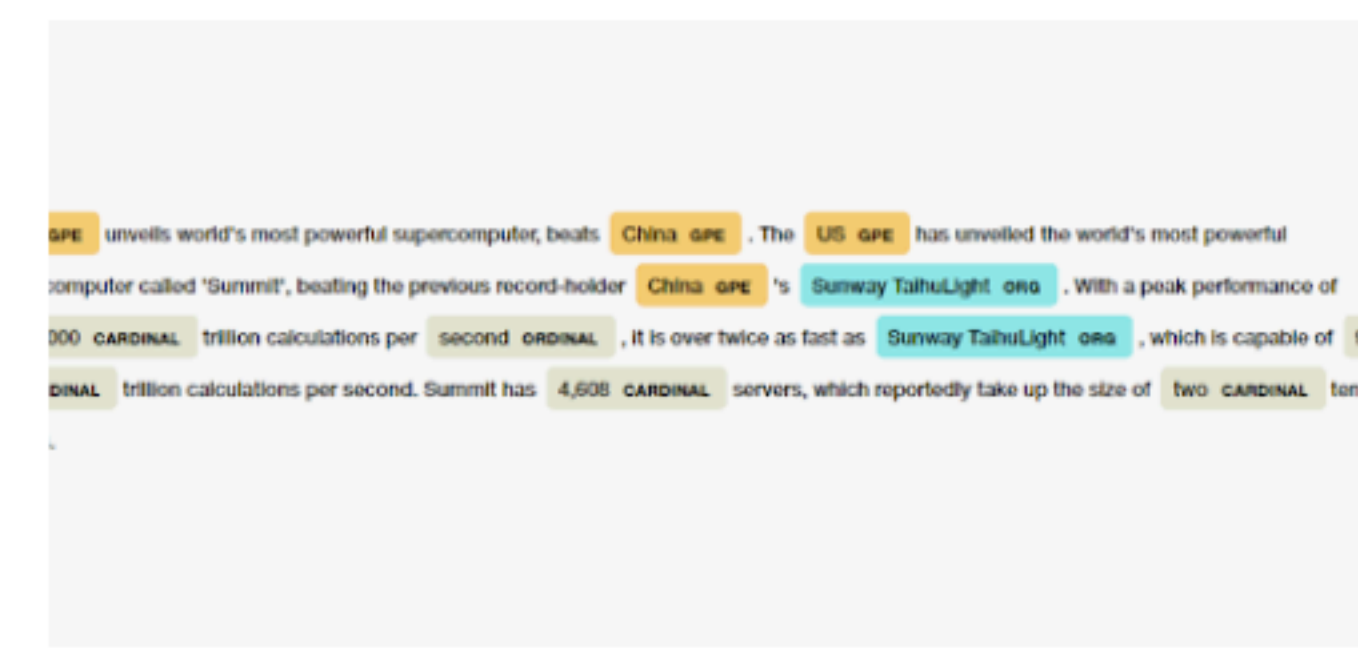 GPE unveils world's most powerful supercomputer, beats China GPE . The US GPE has unveiled the world's most powerful
computer called 'Summit', beating the previous record-holder China GPE 's Sunway TaihuLight ORG . With a peak performance of
000 CARDINAL trillion calculations per second ORDINAL , it is over twice as fast as Sunway TaihuLight ORG , which is capable of
DINAL trillion calculations per second. Summit has 4,608 CARDINAL servers, which reportedly take up the size of two CARDINAL ten